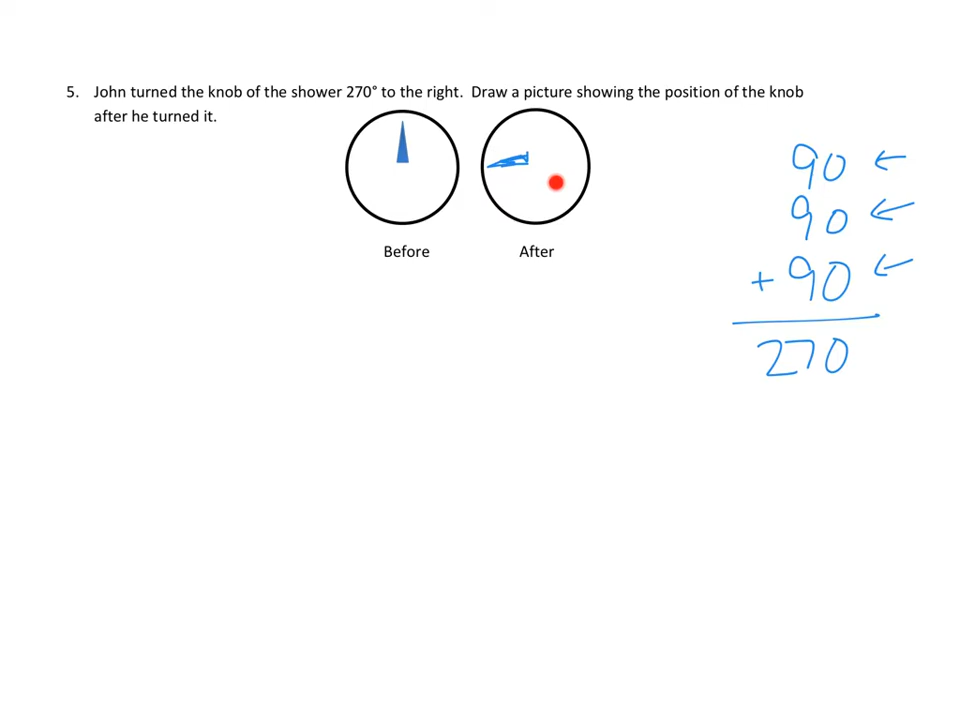 5. John turned the knob of the shower 270° to the right. Draw a picture showing the position of the knob
after he turned it.
Before After
90 ←
90 ←
+ 90 ←
270